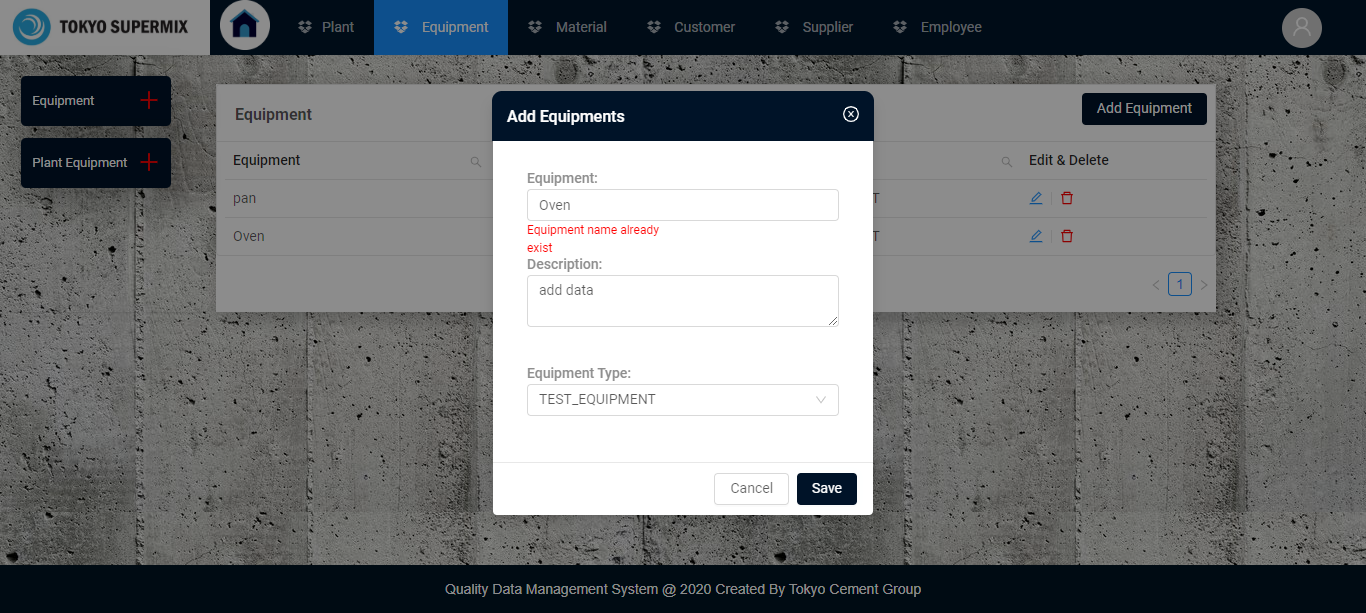 TOKYO SUPERMIX
Plant
Equipment
Material
Customer
Supplier
Employee
Equipment
Plant Equipment
Equipment
Add Equipment
Equipment
Edit & Delete
pan
T
Oven
T
1
Add Equipments
Equipment:
Oven
Equipment name already
exist
Description:
add data
Equipment Type:
TEST_EQUIPMENT
Cancel
Save
Quality Data Management System @ 2020 Created By Tokyo Cement Group